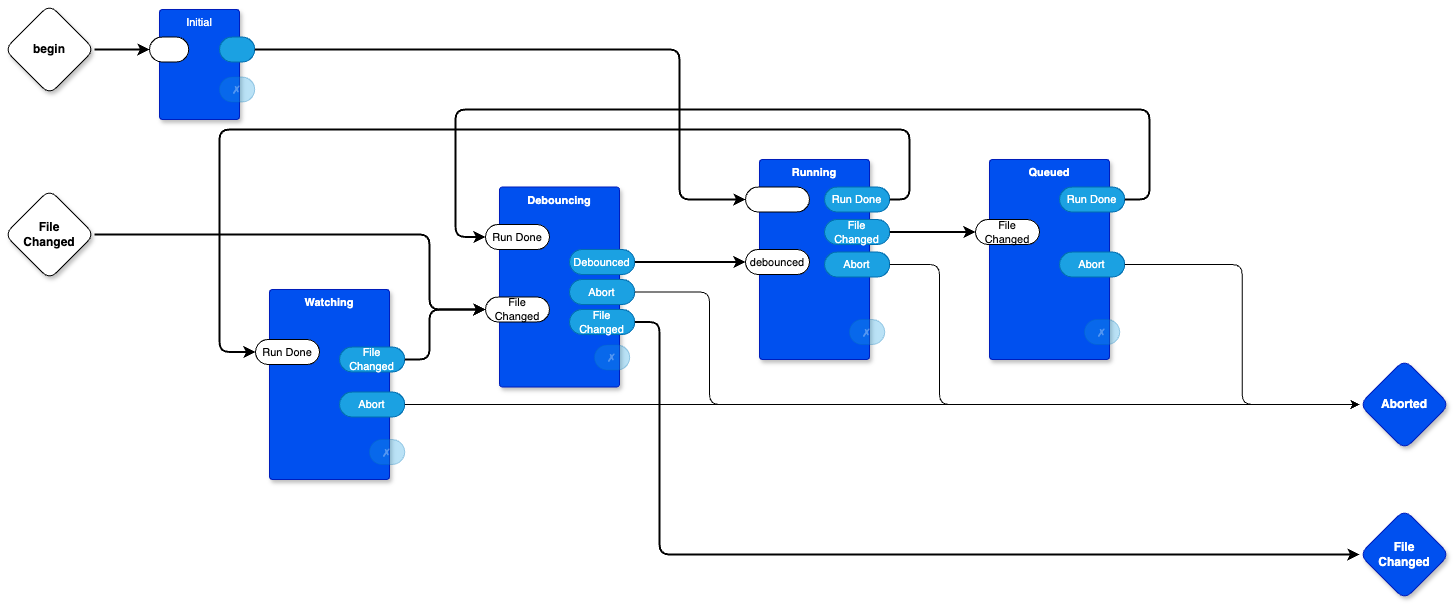 Initial
begin
✗
Running
Queued
Debouncing
Run Done
Run Done
File
Changed
File
Changed
File
Changed
Run Done
Debounced
debounced
Abort
Abort
Abort
Watching
File
Changed
File
Changed
✗
✗
Run Done
File
Changed
✗
Abort
Aborted
✗
File
Changed